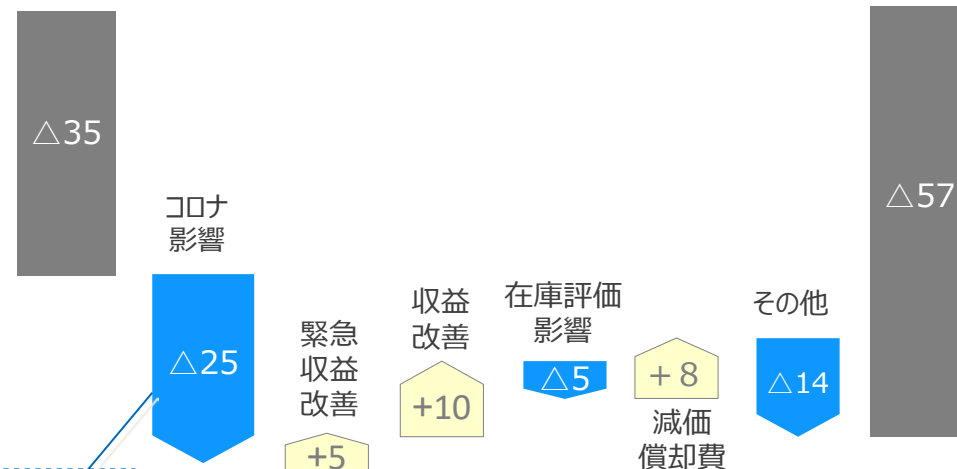 △35
コロナ
影響
△25
緊急
収益
改善
+5
収益
改善
+10
在庫評価
影響
△5
+8
減価
償却費
その他
△14
△57